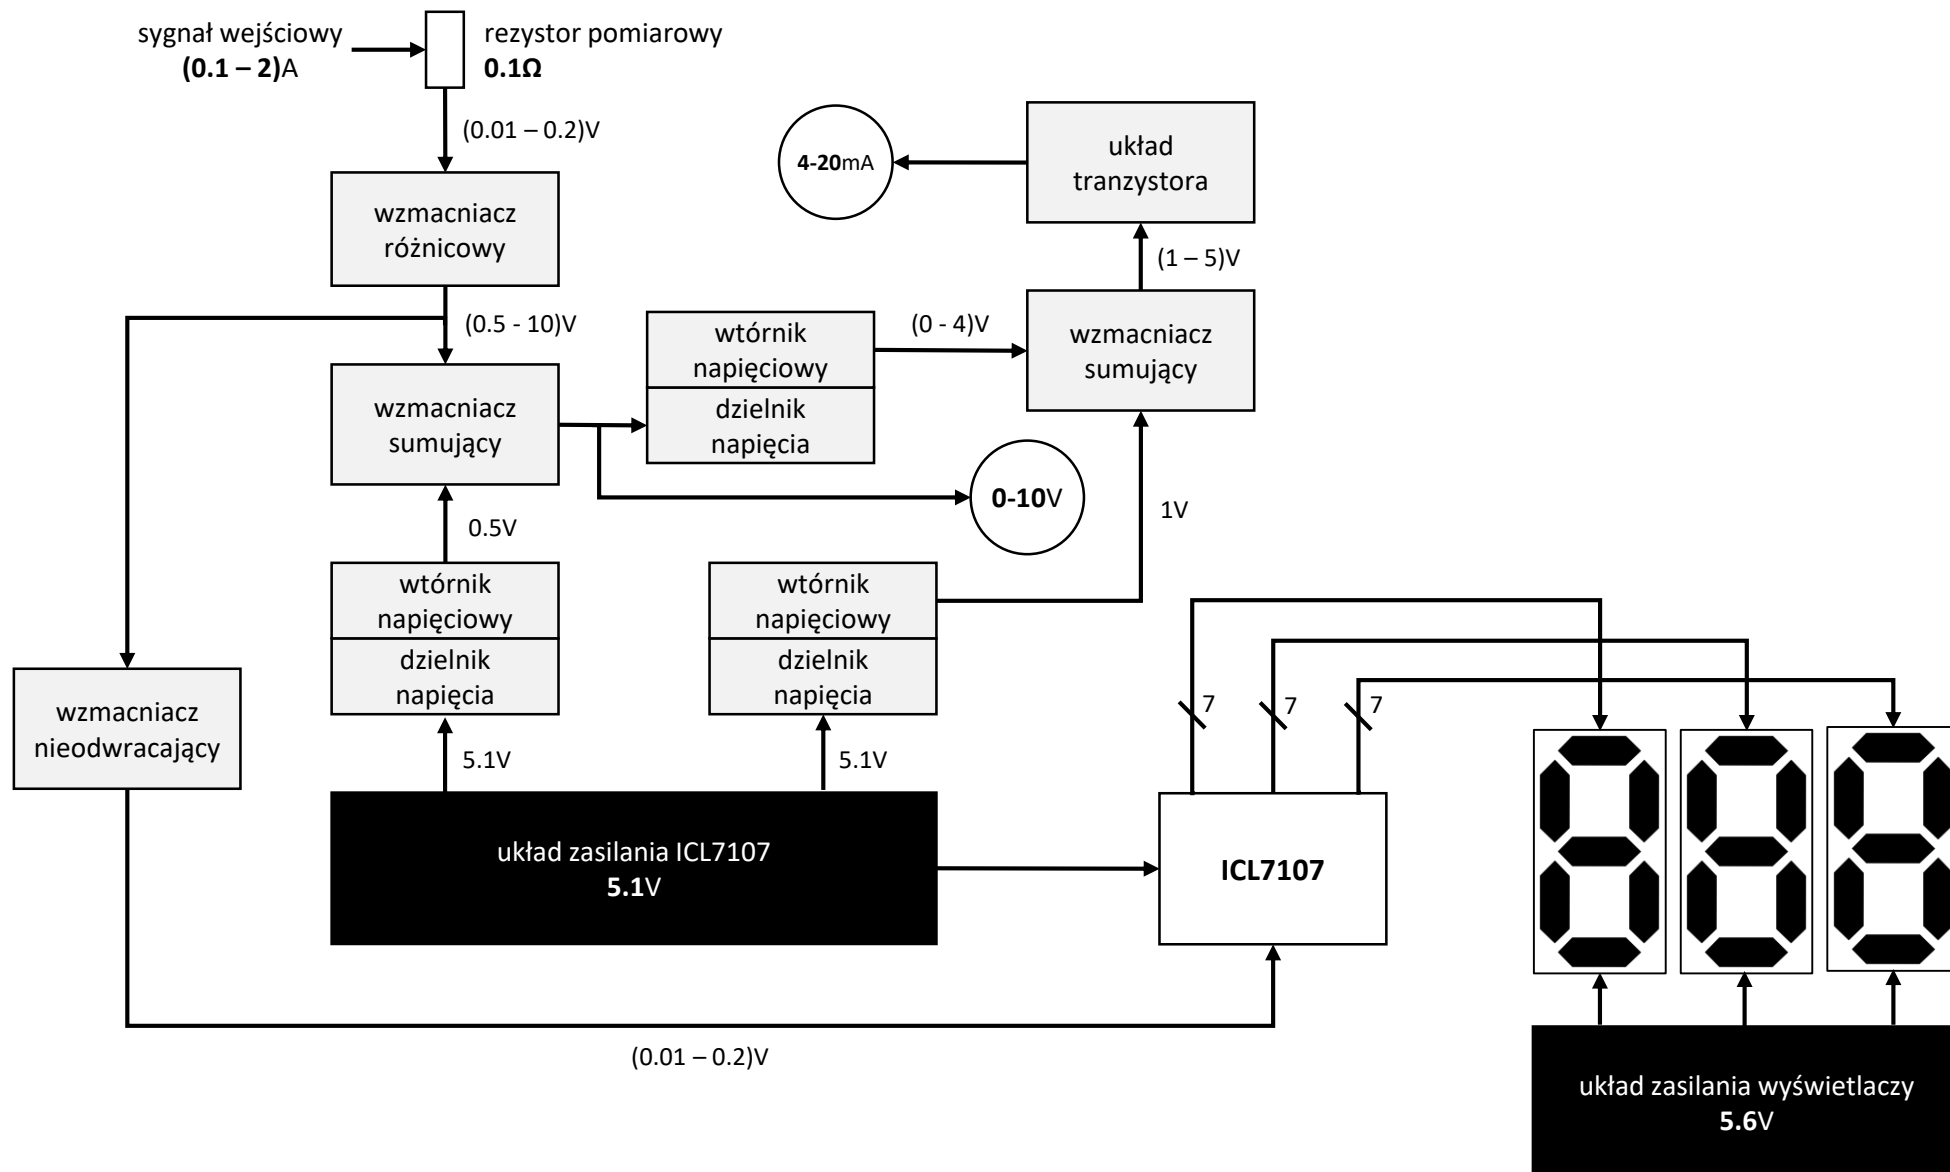 sygnał wejściowy
(0.1 – 2)A
rezystor pomiarowy
0.1Ω
(0.01 – 0.2)V
wzmacniacz
różnicowy
(0.5 - 10)V
wzmacniacz
sumujący
0.5V
wtórnik
napięciowy
dzielnik
napięcia
5.1V
wzmacniacz
nieodwracający
wtórnik
napięciowy
dzielnik
napięcia
(0 - 4)V
4-20mA
układ
tranzystora
(1 – 5)V
wzmacniacz
sumujący
0-10V
1V
wtórnik
napięciowy
dzielnik
napięcia
5.1V
układ zasilania ICL7107
5.1V
ICL7107
7
7
7
(0.01 – 0.2)V
układ zasilania wyświetlaczy
5.6V